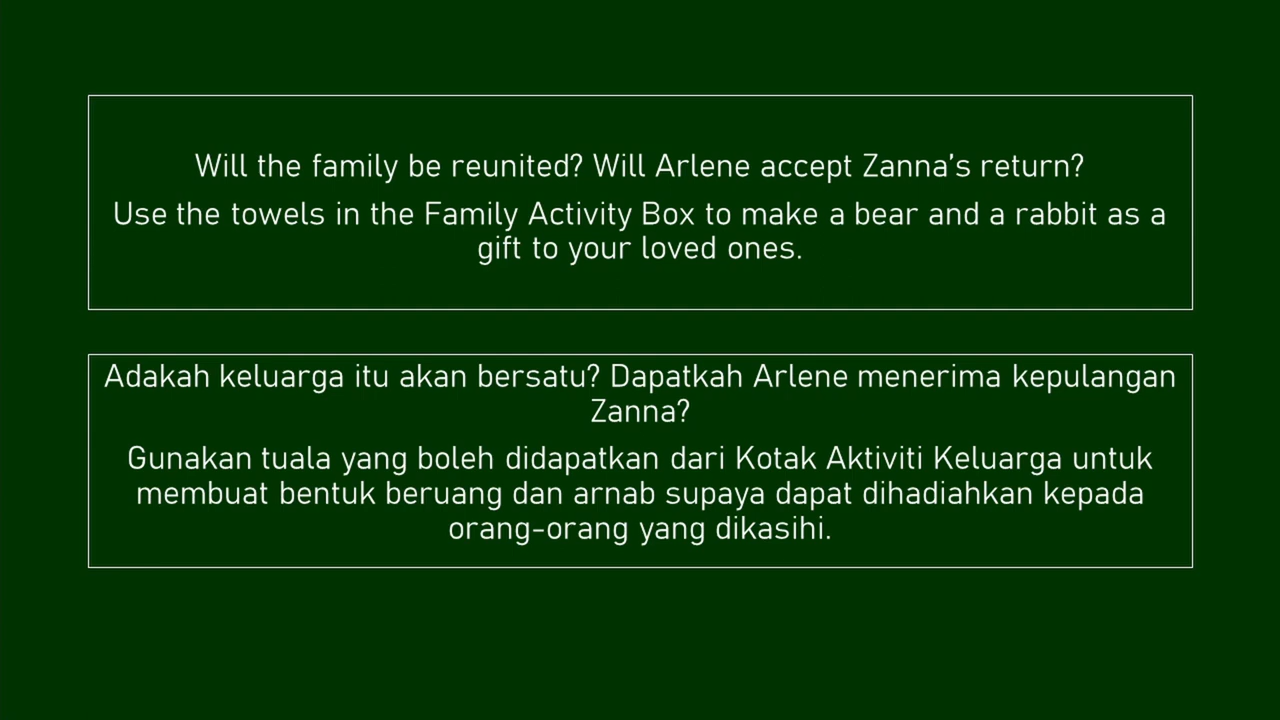 Will the family be reunited? Will Arlene accept Zanna's return?
Use the towels in the Family Activity Box to make a bear and a rabbit as a
gift to your loved ones.
Adakah keluarga itu akan bersatu? Dapatkah Arlene menerima kepulangan
Zanna?
Gunakan tuala yang boleh didapatkan dari Kotak Aktiviti Keluarga untuk
membuat bentuk beruang dan arnab supaya dapat dihadiahkan kepada
orang-orang yang dikasihi.